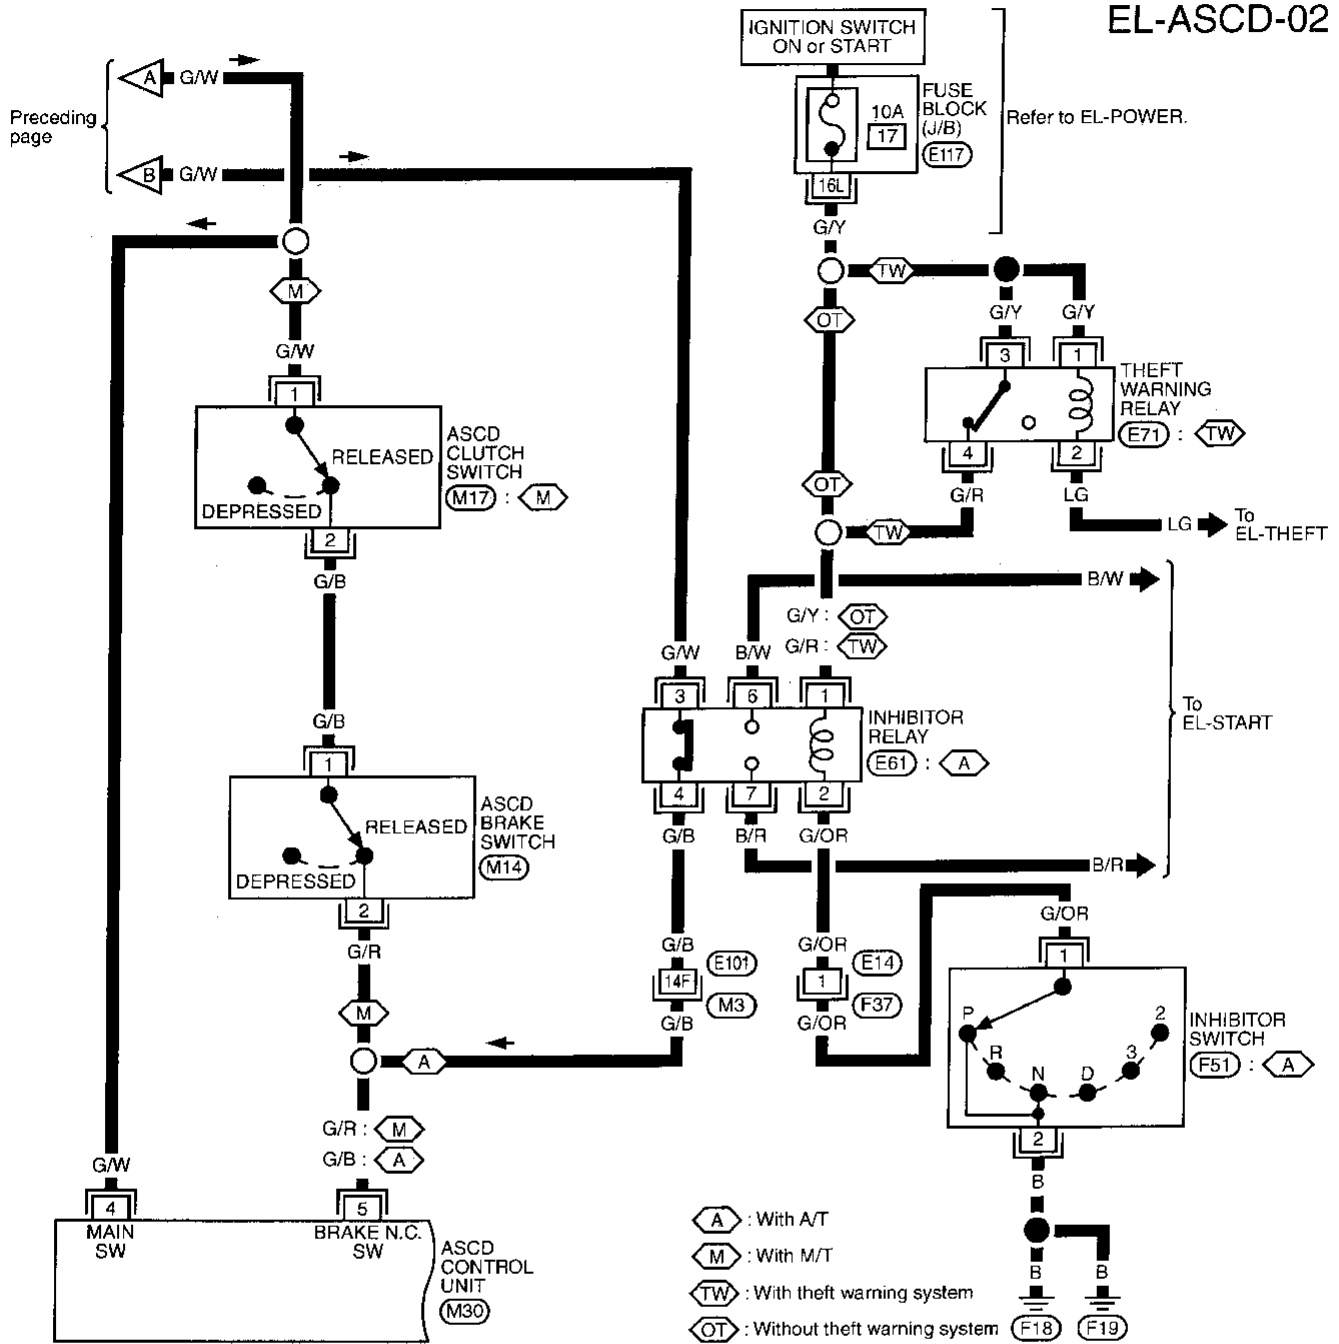 EL-ASCD-02
IGNITION SWITCH
ON or START
A G/W
Preceding
page
B G/W
10A
17
FUSE
BLOCK
(J/B)
E117
Refer to EL-POWER.
16L
G/Y
TW
M
OT
G/Y G/Y
G/W
3 1
1
THEFT
WARNING
RELAY
E71 : TW
ASCD
CLUTCH
SWITCH
M17 : M
RELEASED
DEPRESSED
4 2
OT
G/R LG
2
G/B
TW
LG
To
EL-THEFT
B/W
G/Y : OT
G/R : TW
G/W B/W
3 6 1
INHIBITOR
RELAY
E61 : A
To
EL-START
G/B
1
4 7 2
ASCD
BRAKE
SWITCH
M14
RELEASED
DEPRESSED
G/B B/R G/OR
B/R
2
G/R
G/OR
G/B G/OR
1
14F
E101
M3
1
E14
F37
M
G/B G/OR
P R N D 3 2
INHIBITOR
SWITCH
F51 : A
A
G/R : M
G/B : A
2
B
G/W
4 5
MAIN
SW
BRAKE N.C.
SW
ASCD
CONTROL
UNIT
M30
A : With A/T
M : With M/T
TW : With theft warning system
OT : Without theft warning system
B B
F18 F19